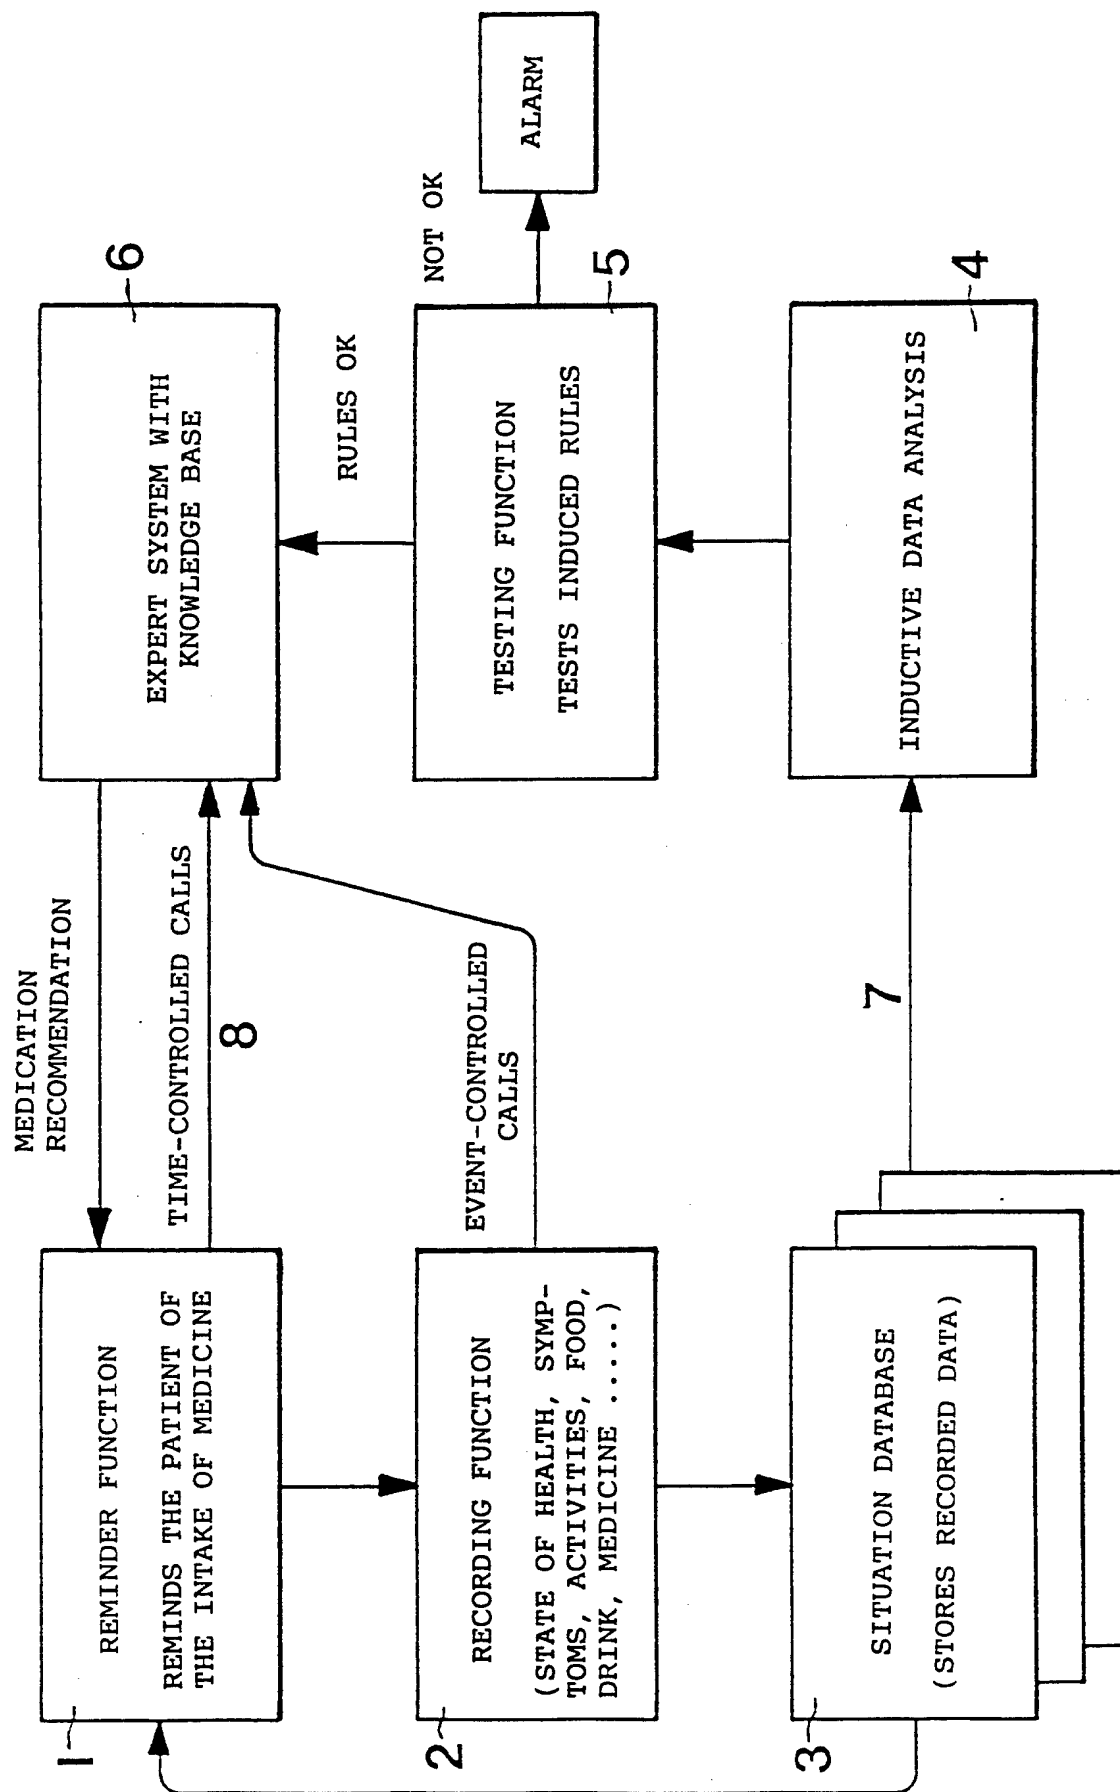 1
REMINDER FUNCTION
REMINDS THE PATIENT OF
THE INTAKE OF MEDICINE
MEDICATION
RECOMMENDATION
TIME-CONTROLLED CALLS
8
6
EXPERT SYSTEM WITH
KNOWLEDGE BASE
RULES OK
2
RECORDING FUNCTION
(STATE OF HEALTH, SYMP-
TOMS, ACTIVITIES, FOOD,
DRINK, MEDICINE .....)
EVENT-CONTROLLED
CALLS
TESTING FUNCTION
TESTS INDUCED RULES
5
NOT OK
ALARM
3
SITUATION DATABASE
(STORES RECORDED DATA)
7
INDUCTIVE DATA ANALYSIS
4